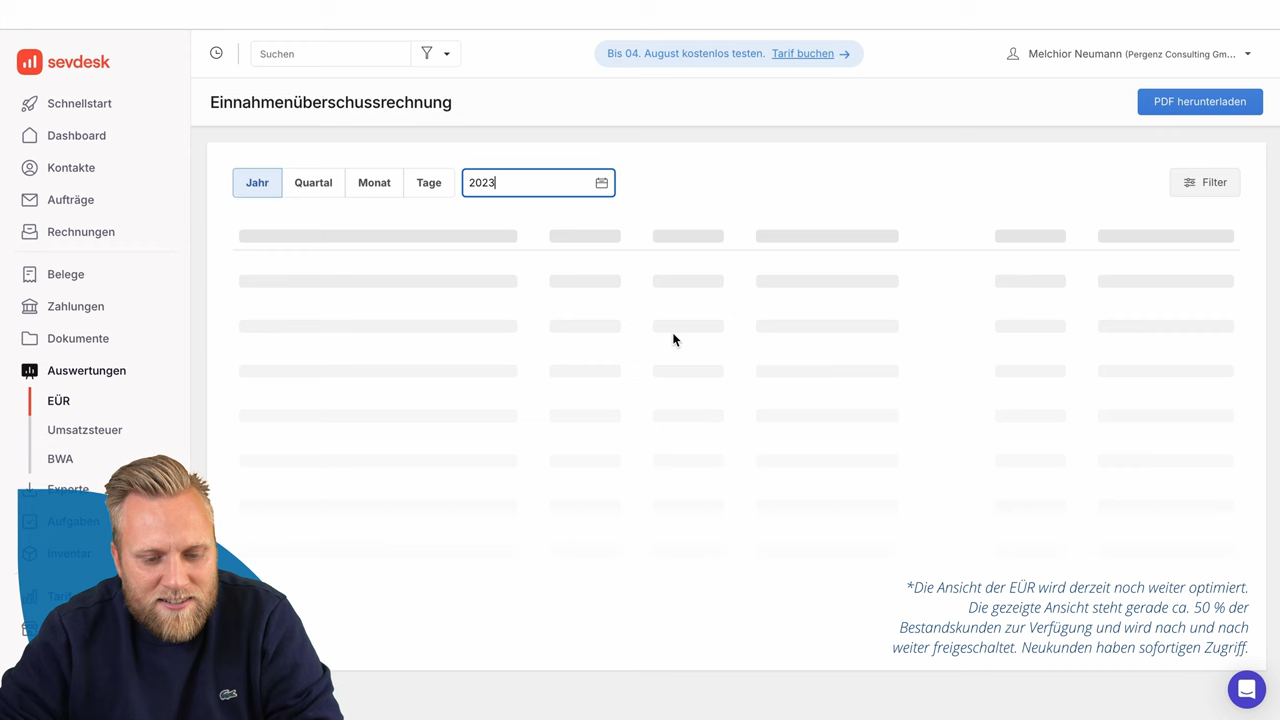 sevdesk
Suchen
Bis 04. August kostenlos testen. Tarif buchen →
Melchior Neumann (Pergenz Consulting Gm...
Schnellstart
Dashboard
Kontakte
Aufträge
Rechnungen
Belege
Zahlungen
Dokumente
Auswertungen
EÜR
Umsatzsteuer
BWA
Exporte
Aufgaben
Inventar
Einnahmenüberschussrechnung
PDF herunterladen
Jahr Quartal Monat Tage 2023
Filter
*Die Ansicht der EÜR wird derzeit noch weiter optimiert.
Die gezeigte Ansicht steht gerade ca. 50 % der
Bestandskunden zur Verfügung und wird nach und nach
weiter freigeschaltet. Neukunden haben sofortigen Zugriff.